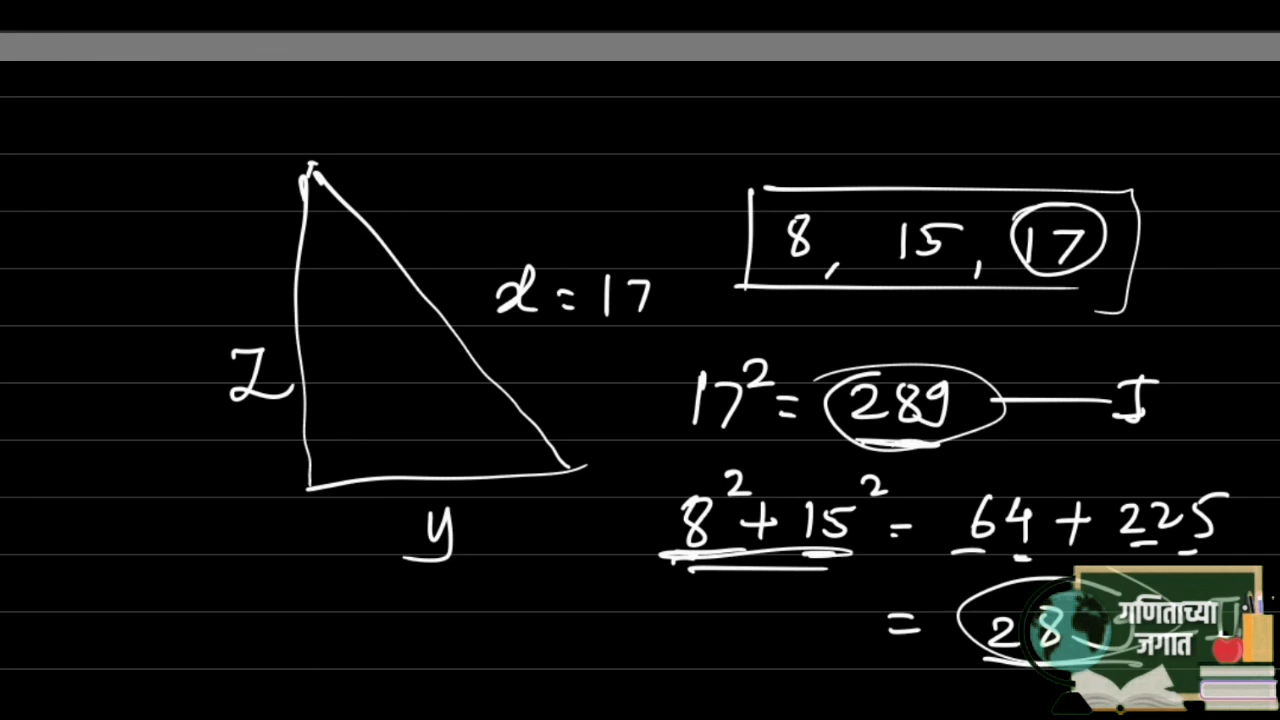 8, 15, 17
x = 17
Z
17² = 289 — I
8² + 15² = 64 + 225
y
= 28
गणिताच्या
जगात